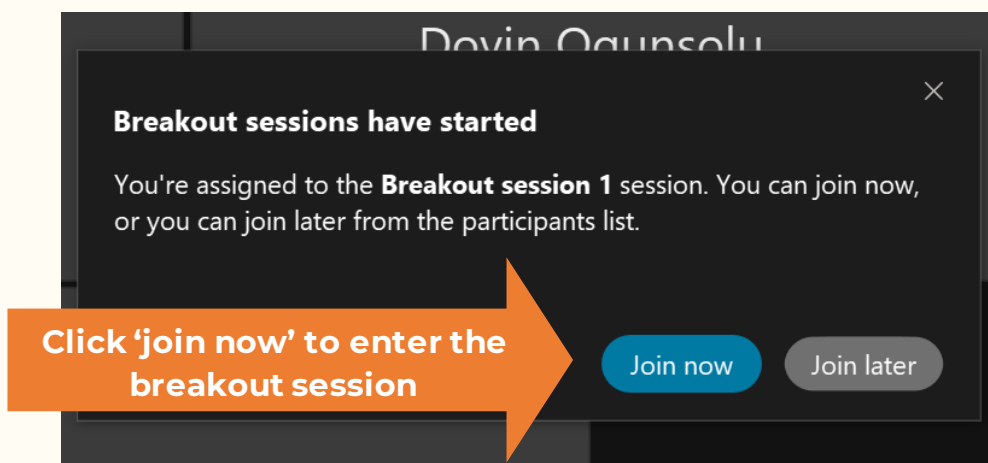 Doyin Ogunsolu
Breakout sessions have started
You're assigned to the Breakout session 1 session. You can join now,
or you can join later from the participants list.
Click ‘join now’ to enter the
breakout session
Join now
Join later